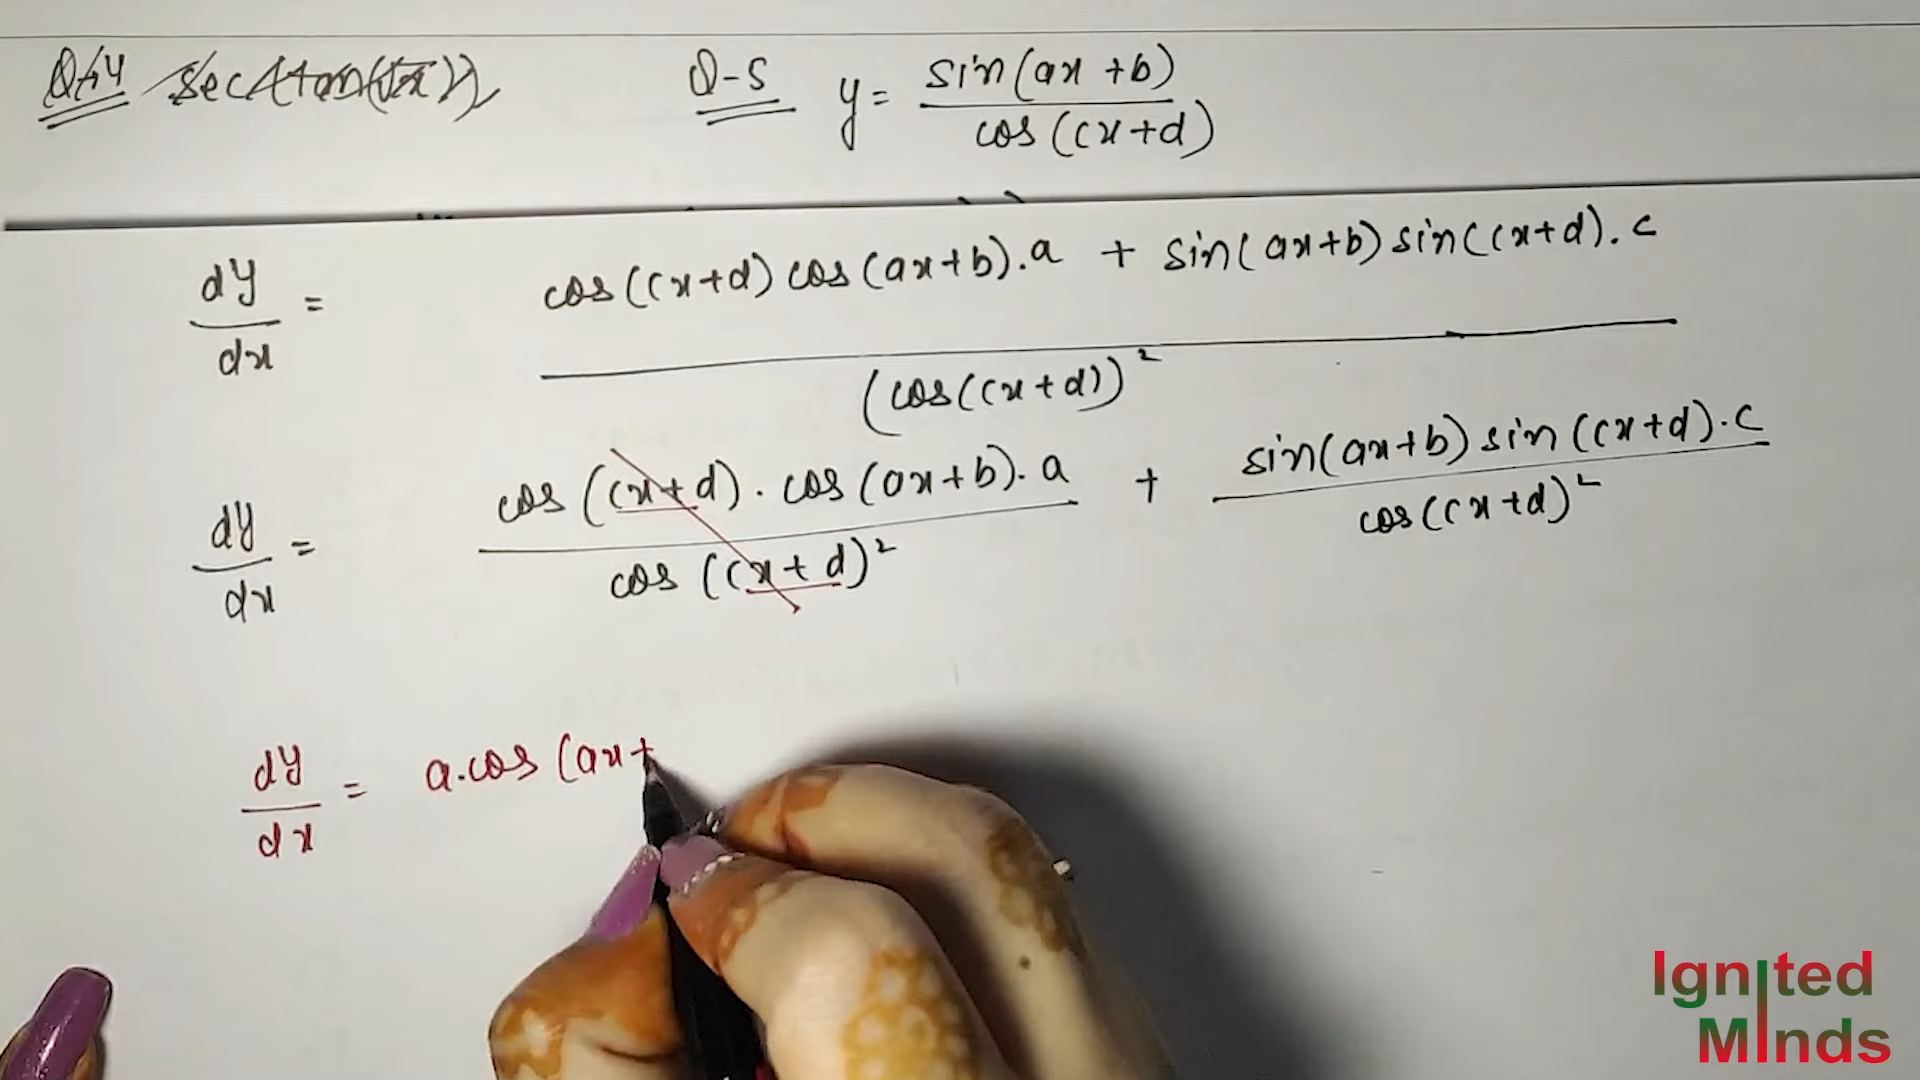 Q-4 sec(tan(√x)) Q-5 y = sin(ax+b) / cos(cx+d)
dy/dx = cos(cx+d) cos(ax+b).a + sin(ax+b) sin(cx+d).c / (cos(cx+d))²
dy/dx = cos(cx+d).cos(ax+b).a / cos(cx+d)² + sin(ax+b) sin(cx+d).c / cos(cx+d)²
dy/dx = a.cos(ax+
Ignited
Minds